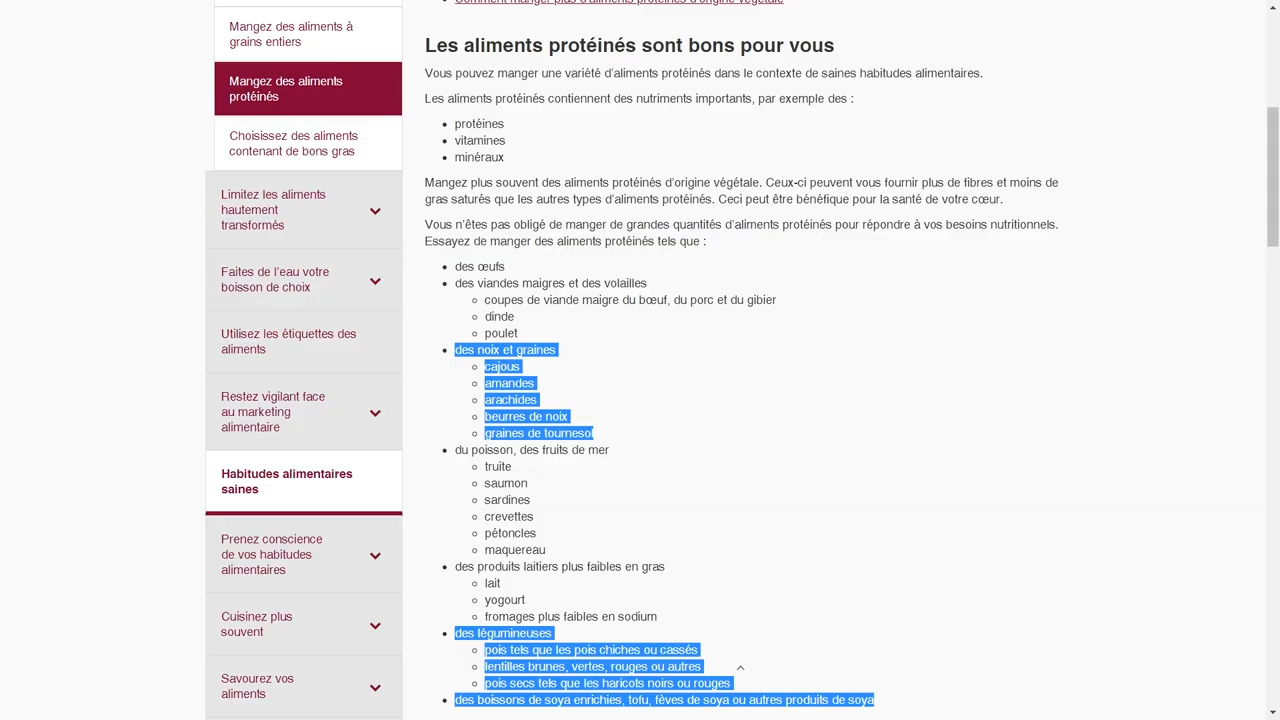 Mangez des aliments à
grains entiers
Mangez des aliments
protéinés
Choisissez des aliments
contenant de bons gras
Limitez les aliments
hautement
transformés
Faites de l'eau votre
boisson de choix
Utilisez les étiquettes des
aliments
Restez vigilant face
au marketing
alimentaire
Habitudes alimentaires
saines
Prenez conscience
de vos habitudes
alimentaires
Cuisinez plus
souvent
Savourez vos
aliments
Comment manger plus d'aliments protéinés d'origine végétale
Les aliments protéinés sont bons pour vous
Vous pouvez manger une variété d'aliments protéinés dans le contexte de saines habitudes alimentaires.
Les aliments protéinés contiennent des nutriments importants, par exemple des :
protéines
vitamines
minéraux
Mangez plus souvent des aliments protéinés d'origine végétale. Ceux-ci peuvent vous fournir plus de fibres et moins de
gras saturés que les autres types d'aliments protéinés. Ceci peut être bénéfique pour la santé de votre cœur.
Vous n'êtes pas obligé de manger de grandes quantités d'aliments protéinés pour répondre à vos besoins nutritionnels.
Essayez de manger des aliments protéinés tels que :
des œufs
des viandes maigres et des volailles
coupes de viande maigre du bœuf, du porc et du gibier
dinde
poulet
des noix et graines
cajous
amandes
arachides
beurres de noix
graines de tournesol
du poisson, des fruits de mer
truite
saumon
sardines
crevettes
pétoncles
maquereau
des produits laitiers plus faibles en gras
lait
yogourt
fromages plus faibles en sodium
des légumineuses
pois tels que les pois chiches ou cassés
lentilles brunes, vertes, rouges ou autres
pois secs tels que les haricots noirs ou rouges
des boissons de soya enrichies, tofu, fèves de soya ou autres produits de soya